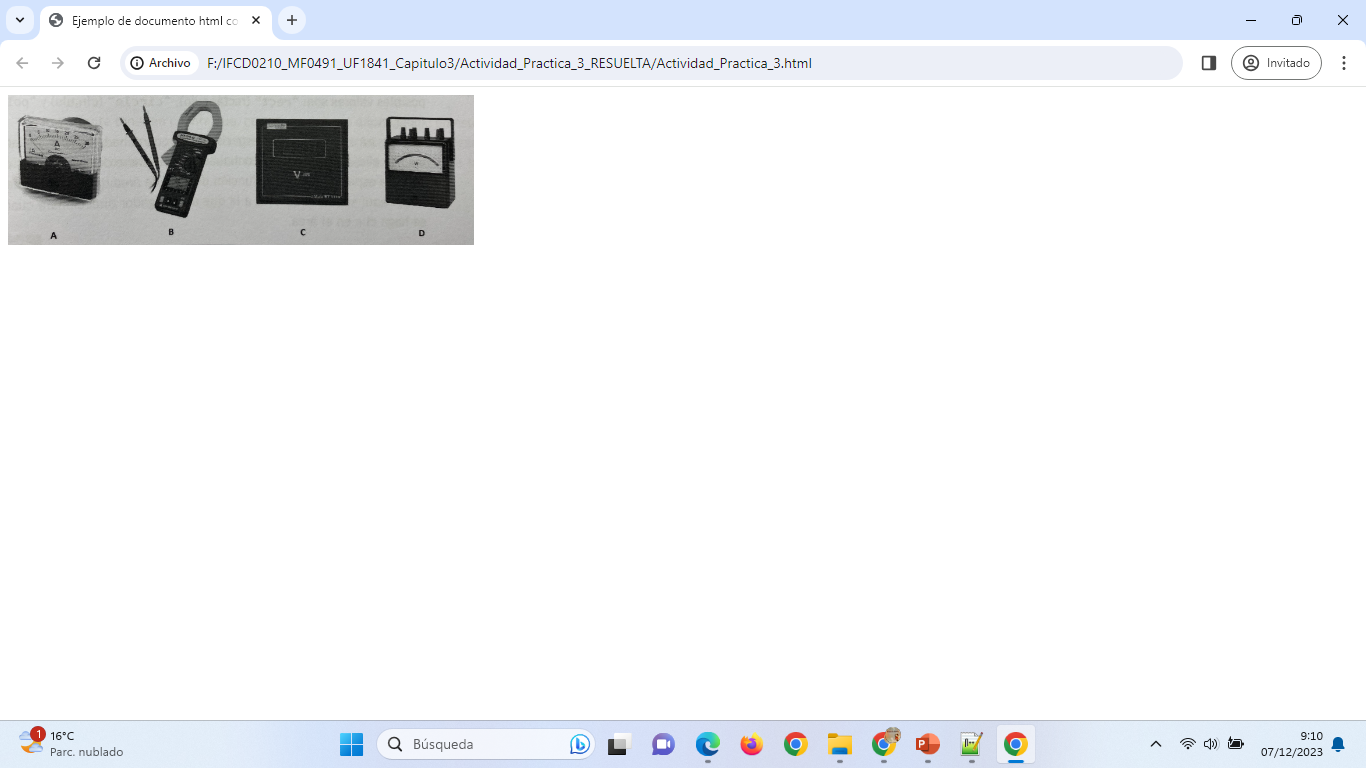 Ejemplo de documento html co
Archivo
F:/IFCD0210_MF0491_UF1841_Capitulo3/Actividad_Practica_3_RESUELTA/Actividad_Practica_3.html
Invitado
A
V
A
B
C
D
1
16°C
Parc. nublado
Búsqueda
9:10
07/12/2023